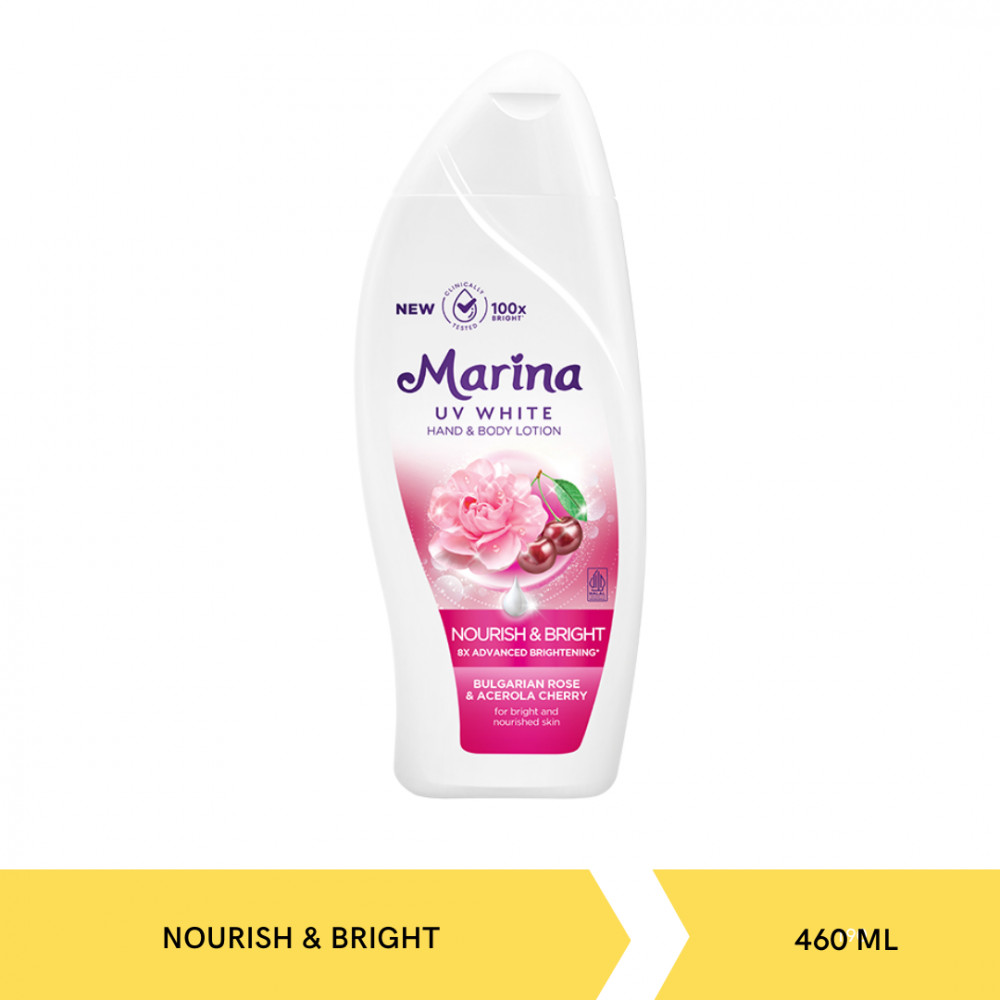 NEW
CLINICALLY
TESTED
100x
BRIGHT*
Marina
UV WHITE
HAND & BODY LOTION
HALAL
NOURISH & BRIGHT
8X ADVANCED BRIGHTENING*
BULGARIAN ROSE
& ACEROLA CHERRY
for bright and
nourished skin
NOURISH & BRIGHT
460 ML